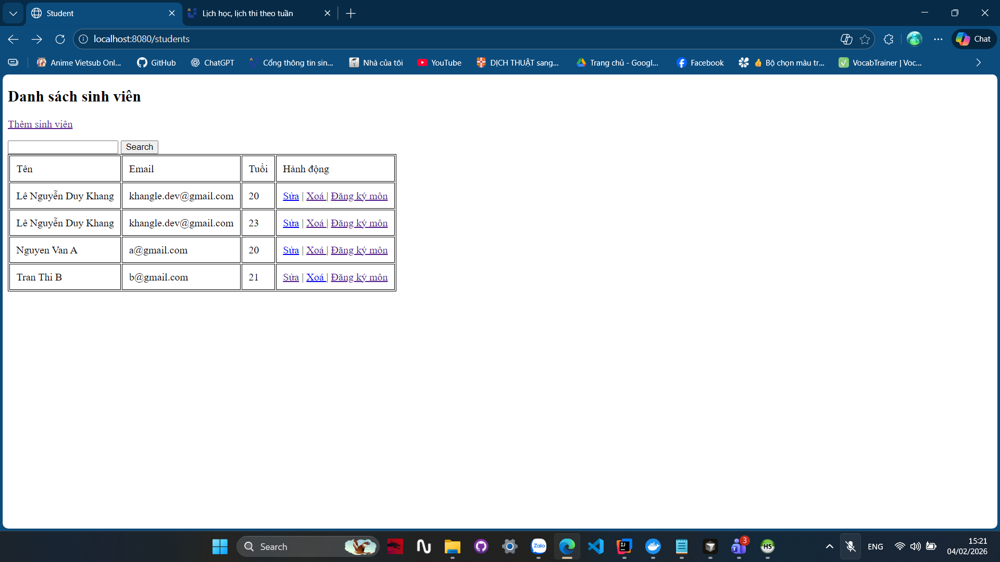 Student
Lịch học, lịch thi theo tuần
localhost:8080/students
Chat
Anime Vietsub Onl...
GitHub
ChatGPT
Cổng thông tin sin...
Nhà của tôi
YouTube
DỊCH THUẬT sang...
Trang chủ - Googl...
Facebook
👍 Bộ chọn màu tr...
VocabTrainer | Voc...
Danh sách sinh viên
Thêm sinh viên
Search
Tên Email Tuổi Hành động
Lê Nguyễn Duy Khang khangle.dev@gmail.com 20 Sửa | Xoá | Đăng ký môn
Lê Nguyễn Duy Khang khangle.dev@gmail.com 23 Sửa | Xoá | Đăng ký môn
Nguyen Van A a@gmail.com 20 Sửa | Xoá | Đăng ký môn
Tran Thi B b@gmail.com 21 Sửa | Xoá | Đăng ký môn
Search
Zalo
IJ
T
3
HS
ENG
15:21
04/02/2026